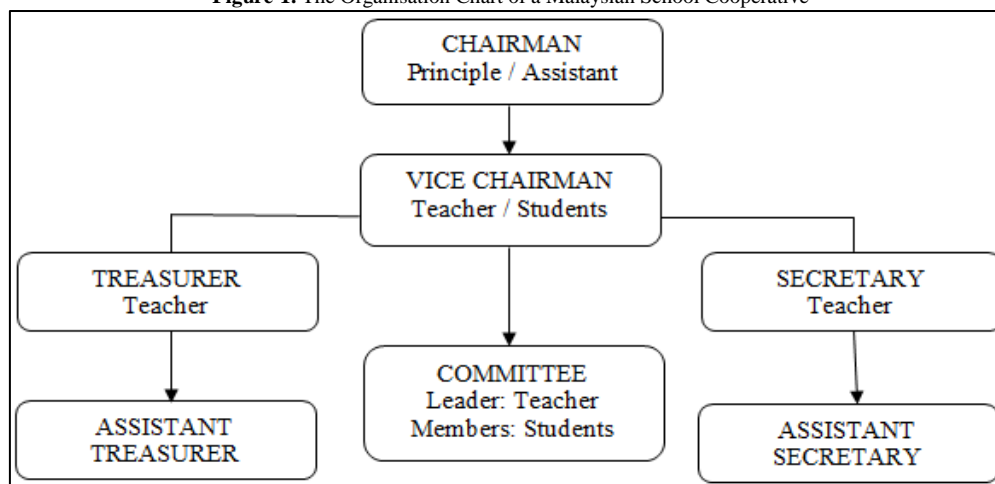 Figure 1. The Organisation Chart of a Malaysian School Cooperative
CHAIRMAN
Principle / Assistant
VICE CHAIRMAN
Teacher / Students
TREASURER
Teacher
SECRETARY
Teacher
COMMITTEE
Leader: Teacher
Members: Students
ASSISTANT
TREASURER
ASSISTANT
SECRETARY